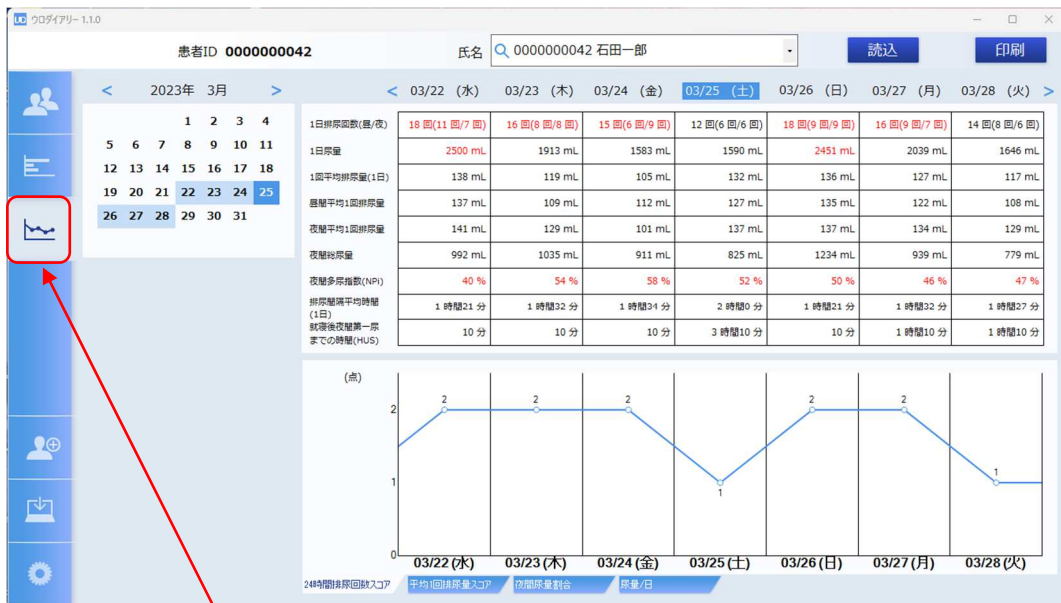 UD ウロダイアリー- 1.1.0
患者ID 0000000042 氏名 0000000042 石田一郎 読込 印刷
< 2023年 3月 >
1 2 3 4
5 6 7 8 9 10 11
12 13 14 15 16 17 18
19 20 21 22 23 24 25
26 27 28 29 30 31
< 03/22 (水) 03/23 (木) 03/24 (金) 03/25 (土) 03/26 (日) 03/27 (月) 03/28 (火) >
1日排尿回数(昼/夜) 18 回(11 回/7 回) 16 回(8 回/8 回) 15 回(6 回/9 回) 12 回(6 回/6 回) 18 回(9 回/9 回) 16 回(9 回/7 回) 14 回(8 回/6 回)
1日尿量 2500 mL 1913 mL 1583 mL 1590 mL 2451 mL 2039 mL 1646 mL
1回平均排尿量(1日) 138 mL 119 mL 105 mL 132 mL 136 mL 127 mL 117 mL
昼間平均1回排尿量 137 mL 109 mL 112 mL 127 mL 135 mL 122 mL 108 mL
夜間平均1回排尿量 141 mL 129 mL 101 mL 137 mL 137 mL 134 mL 129 mL
夜間総尿量 992 mL 1035 mL 911 mL 825 mL 1234 mL 939 mL 779 mL
夜間多尿指数(NPi) 40 % 54 % 58 % 52 % 50 % 46 % 47 %
排尿間隔平均時間
(1日) 1 時間21 分 1 時間32 分 1 時間34 分 2 時間0 分 1 時間21 分 1 時間32 分 1 時間27 分
就寝後夜間第一尿
までの時間(HUS) 10 分 10 分 10 分 3 時間10 分 10 分 1 時間10 分 1 時間10 分
(点)
2 2 2 2 2
2
1
1
1
0
03/22 (水) 03/23 (木) 03/24 (金) 03/25 (土) 03/26 (日) 03/27 (月) 03/28 (火)
24時間排尿回数スコア 平均1回排尿量スコア 夜間尿量割合 尿量/日